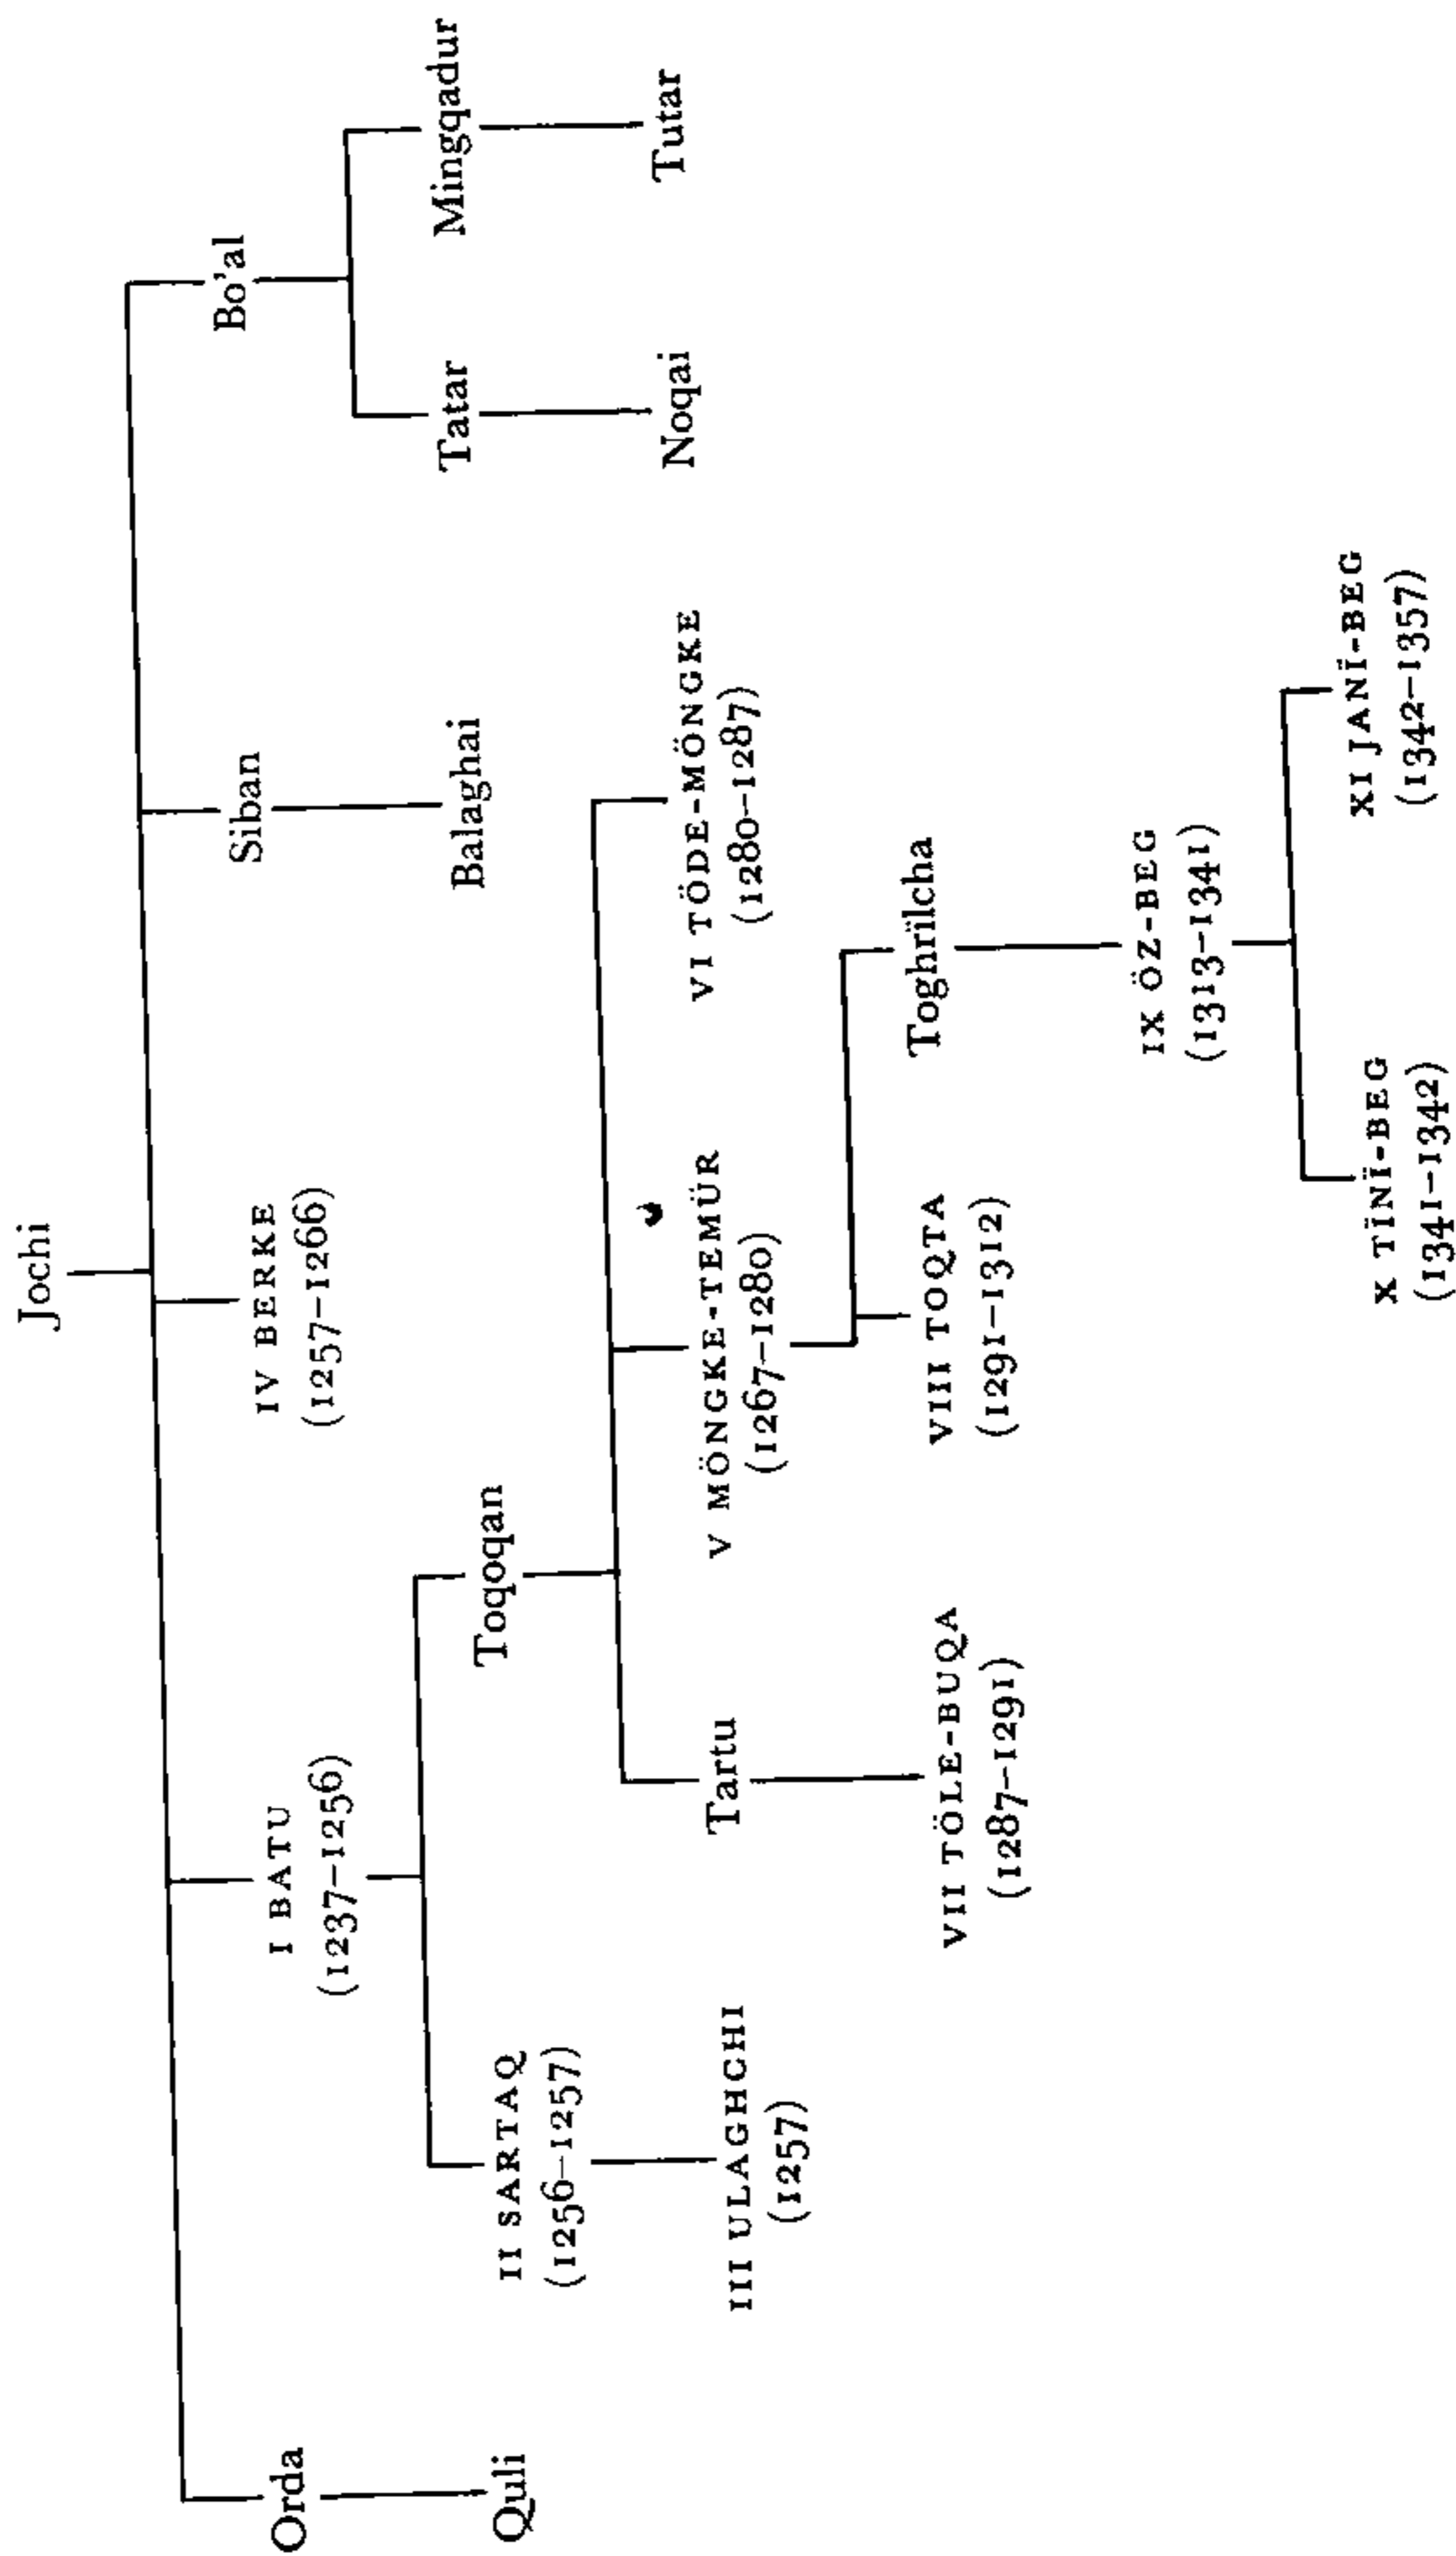 Jochi
Orda
I BATU
(1237–1256)
IV BERKE
(1257–1266)
Siban
Bo'al
Quli
II SARTAQ
(1256–1257)
Toqoqan
Balaghai
Tatar
Mingqadur
III ULAGHCHI
(1257)
Tartu
V MÖNGKE-TEMÜR
(1267–1280)
VI TÖDE-MÖNGKE
(1280–1287)
Noqai
Tutar
VII TÖLE-BUQA
(1287–1291)
VIII TOQTA
(1291–1312)
Toghrïlcha
IX ÖZ-BEG
(1313–1341)
X TÏNÏ-BEG
(1341–1342)
XI JANÏ-BEG
(1342–1357)